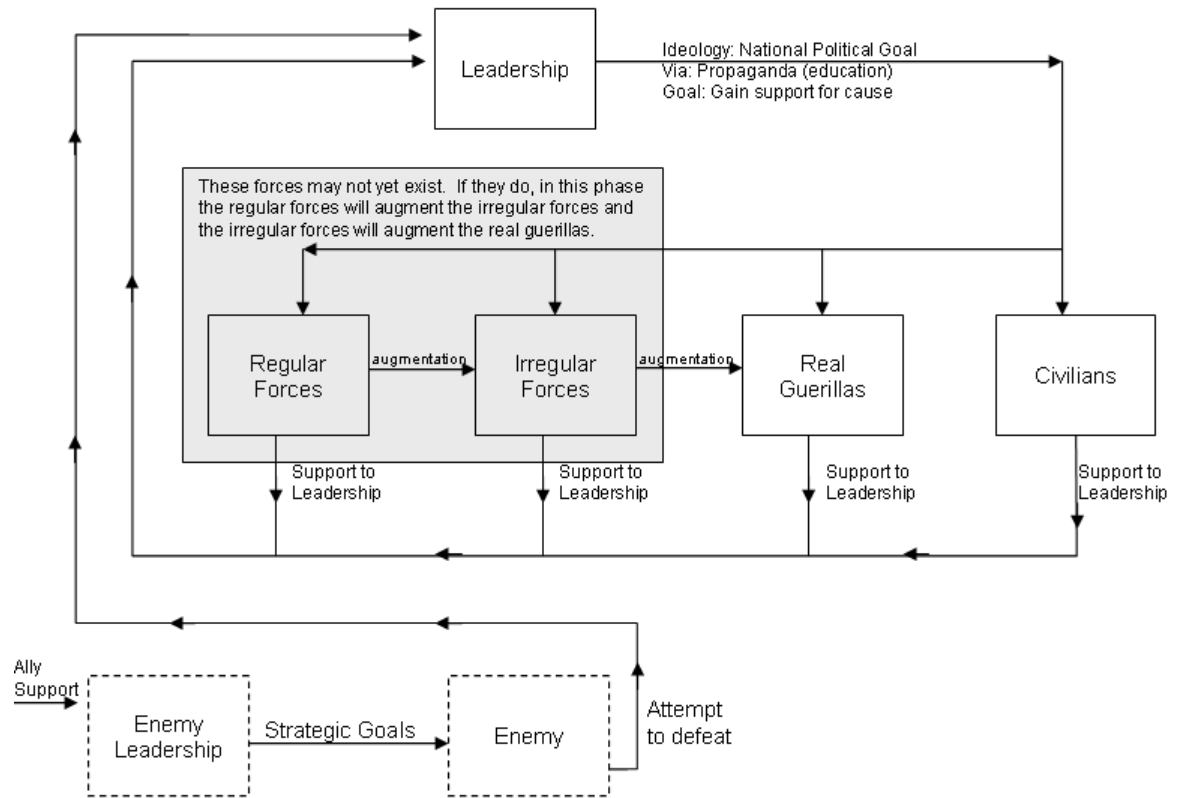 Leadership
Ideology: National Political Goal
Via: Propaganda (education)
Goal: Gain support for cause
These forces may not yet exist.  If they do, in this phase
the regular forces will augment the irregular forces and
the irregular forces will augment the real guerillas.
Regular
Forces
augmentation
Irregular
Forces
augmentation
Real
Guerillas
Civilians
Support to
Leadership
Support to
Leadership
Support to
Leadership
Support to
Leadership
Ally
Support
Enemy
Leadership
Strategic Goals
Enemy
Attempt
to defeat